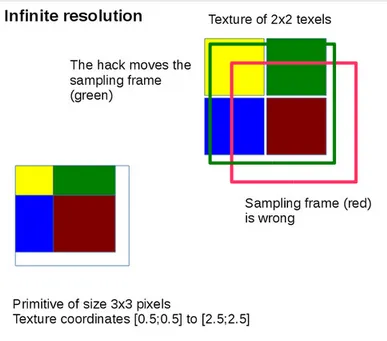 Infinite resolution
Texture of 2x2 texels
The hack moves the
sampling frame
(green)
Sampling frame (red)
is wrong
Primitive of size 3x3 pixels
Texture coordinates [0.5;0.5] to [2.5;2.5]